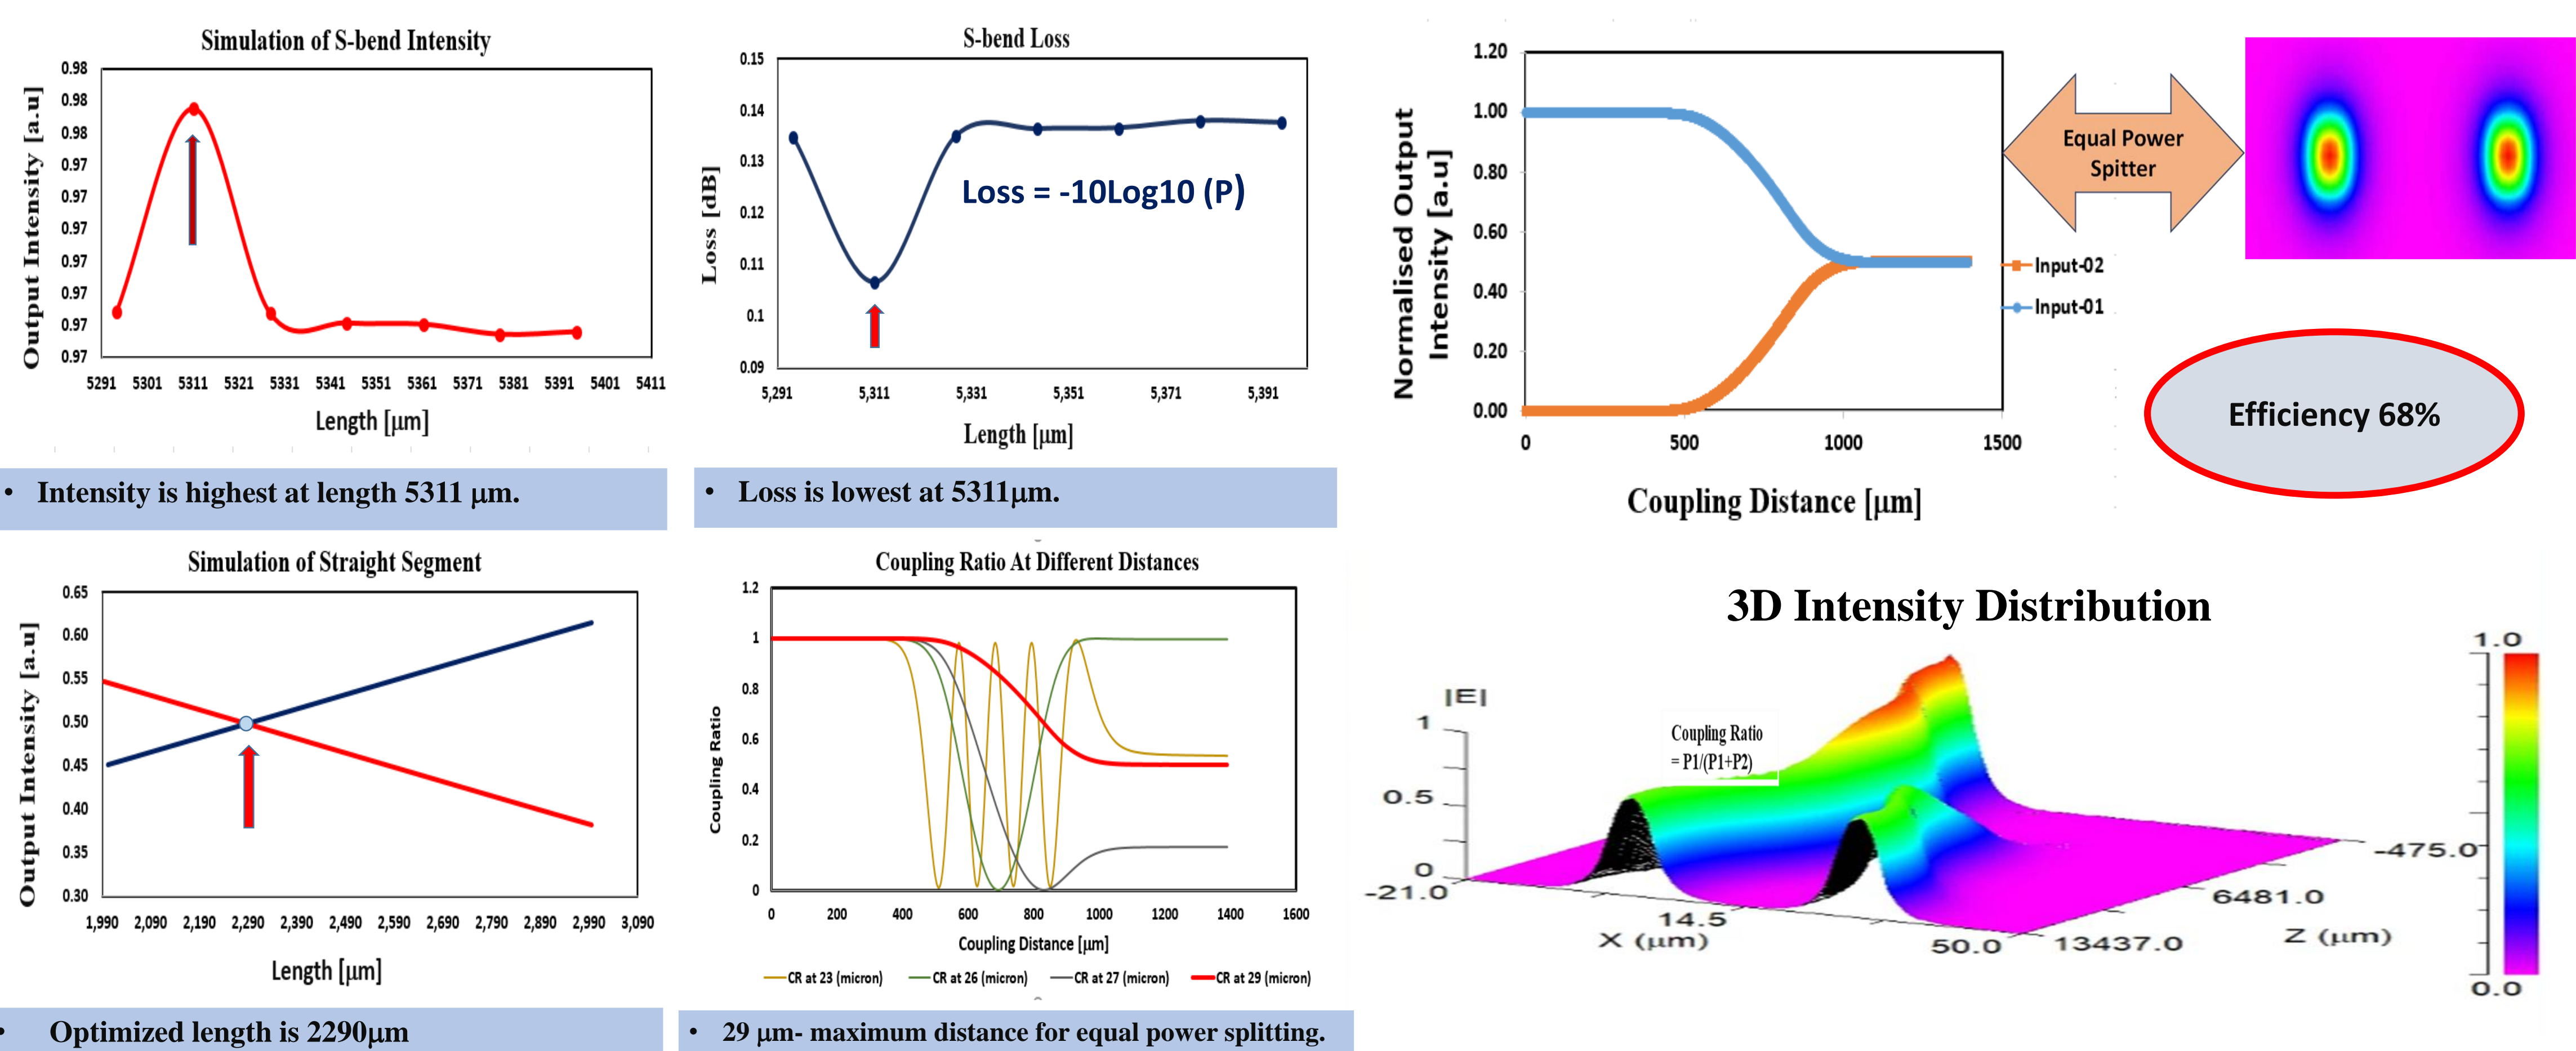 Simulation of S-bend Intensity
Output Intensity [a.u]
0.98
0.98
0.98
0.97
0.97
0.97
0.97
0.97
0.97
0.97
5291 5301 5311 5321 5331 5341 5351 5361 5371 5381 5391 5401 5411
Length [μm]
• Intensity is highest at length 5311 μm.
S-bend Loss
Loss [dB]
0.15
0.14
0.13
0.12
0.11
0.1
0.09
Loss = -10Log10 (P)
5,291 5,311 5,331 5,351 5,371 5,391
Length [μm]
• Loss is lowest at 5311μm.
Normalised Output
Intensity [a.u]
1.20
1.00
0.80
0.60
0.40
0.20
0.00
0 500 1000 1500
Coupling Distance [μm]
Input-02
Input-01
Equal Power
Spitter
Efficiency 68%
Simulation of Straight Segment
Output Intensity [a.u]
0.65
0.60
0.55
0.50
0.45
0.40
0.35
0.30
1,990 2,090 2,190 2,290 2,390 2,490 2,590 2,690 2,790 2,890 2,990 3,090
Length [μm]
• Optimized length is 2290μm
Coupling Ratio At Different Distances
Coupling Ratio
1.2
1
0.8
0.6
0.4
0.2
0
0 200 400 600 800 1000 1200 1400 1600
Coupling Distance [μm]
CR at 23 (micron) CR at 26 (micron) CR at 27 (micron) CR at 29 (micron)
• 29 μm- maximum distance for equal power splitting.
3D Intensity Distribution
|E|
1
0.5
0
Coupling Ratio
= P1/(P1+P2)
-21.0
14.5
50.0
X (μm)
13437.0
6481.0
-475.0
Z (μm)
1.0
0.0